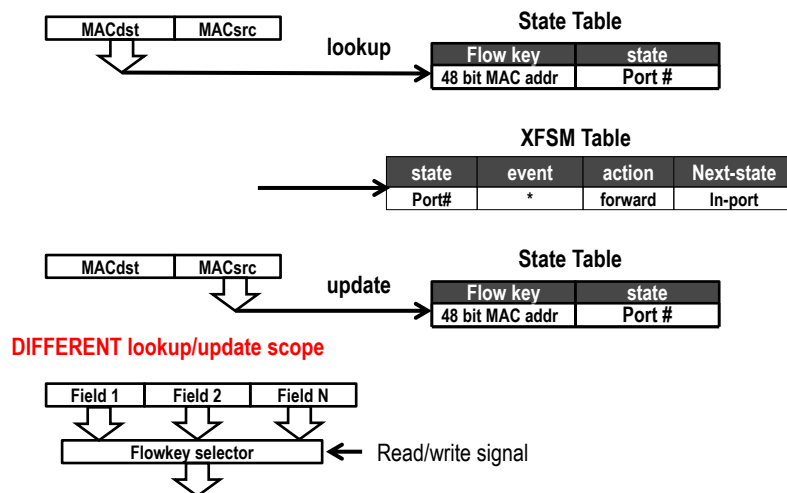 MACdst MACsrc
lookup
State Table
Flow key state
48 bit MAC addr Port #
XFSM Table
state event action Next-state
Port# * forward In-port
MACdst MACsrc
update
State Table
Flow key state
48 bit MAC addr Port #
DIFFERENT lookup/update scope
Field 1 Field 2 Field N
Flowkey selector
Read/write signal